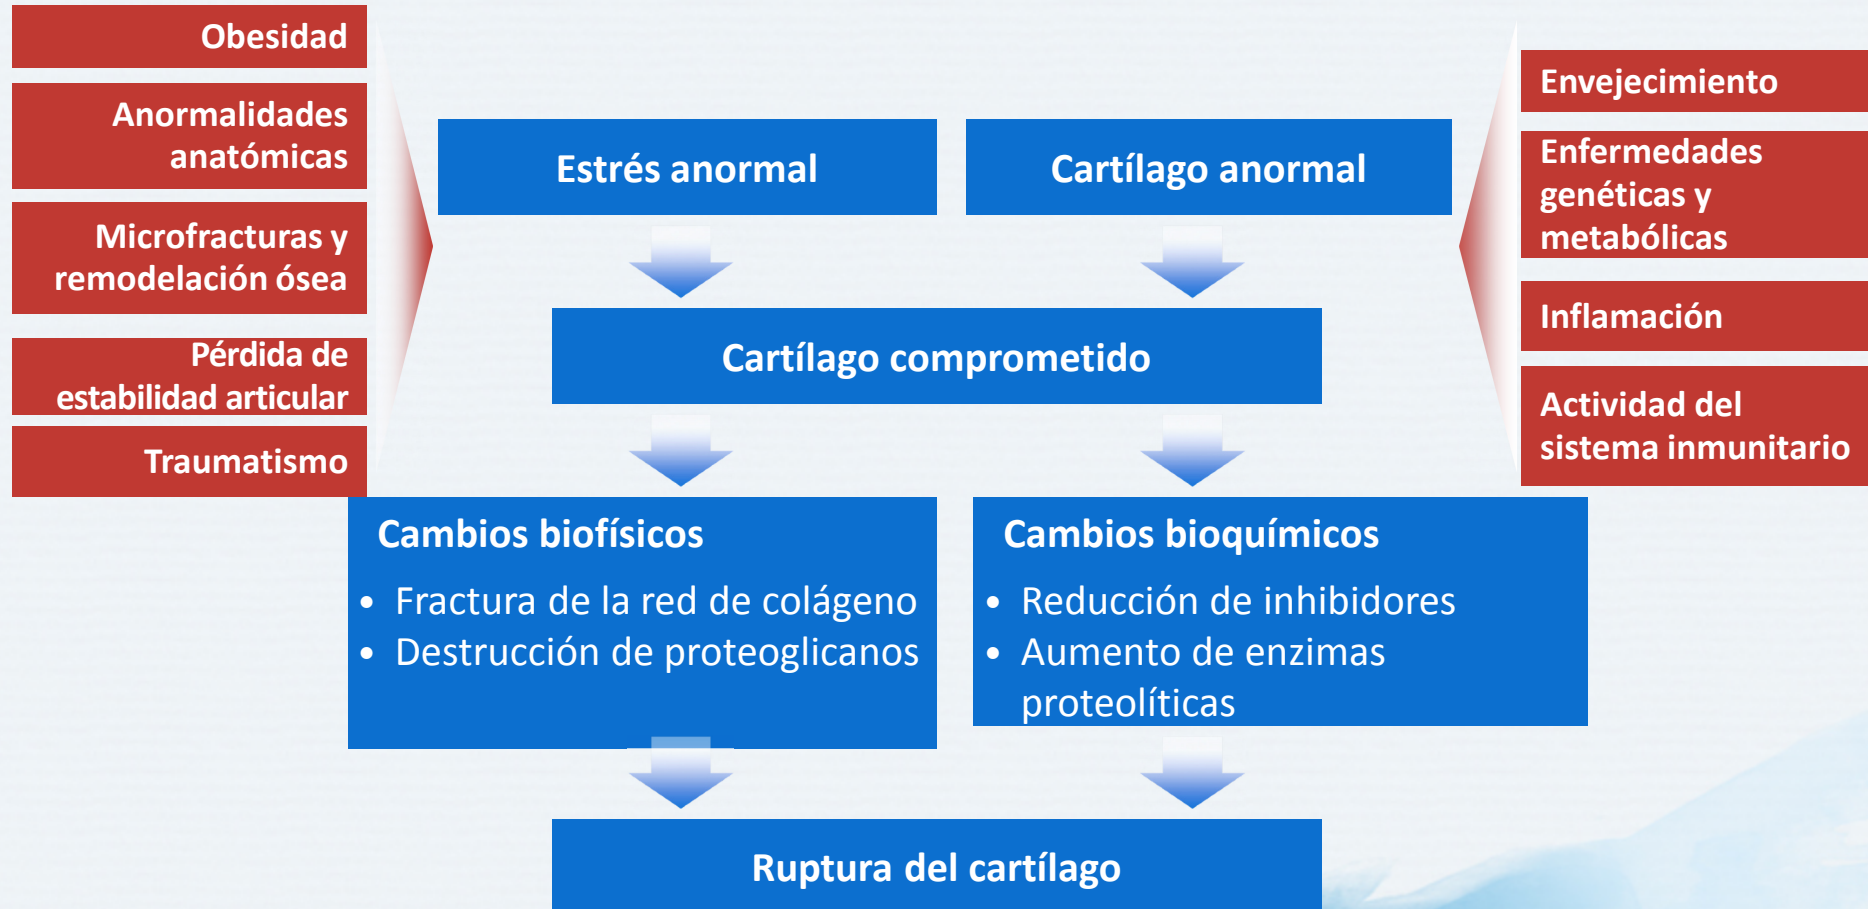 Obesidad
Anormalidades
anatómicas
Microfracturas y
remodelación ósea
Pérdida de
estabilidad articular
Traumatismo
Estrés anormal
Cartílago anormal
Envejecimiento
Enfermedades
genéticas y
metabólicas
Inflamación
Actividad del
sistema inmunitario
Cartílago comprometido
Cambios biofísicos
• Fractura de la red de colágeno
• Destrucción de proteoglicanos
Cambios bioquímicos
• Reducción de inhibidores
• Aumento de enzimas
proteolíticas
Ruptura del cartílago